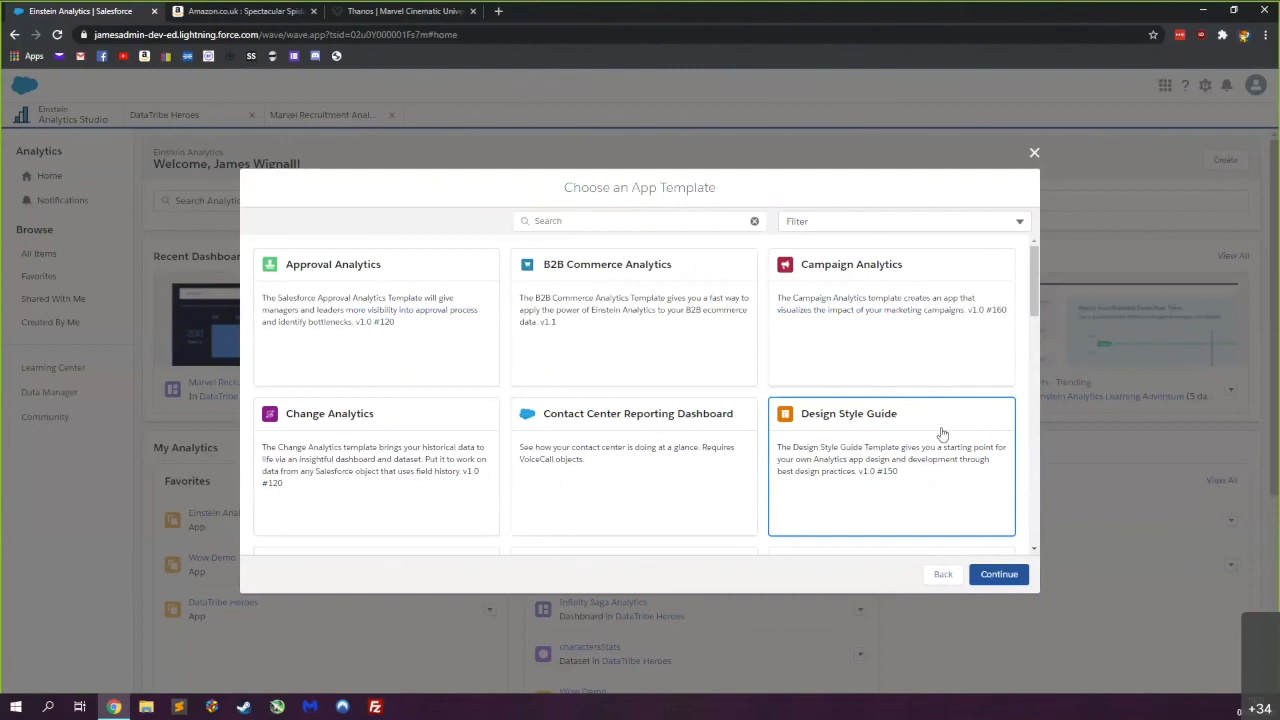 Einstein Analytics | Salesforce
Amazon.co.uk : Spectacular Spid
Thanos | Marvel Cinematic Unive
jamesadmin-dev-ed.lightning.force.com/wave/wave.app?tsid=02u0Y000001Fs7m#home
Apps
SS
Einstein
Analytics Studio
DataTribe Heroes
Marvel Recruitment Anal...
Analytics
Home
Notifications
Browse
All Items
Favorites
Shared With Me
Created By Me
Learning Center
Data Manager
Community
Einstein Analytics
Welcome, James Wignall!
Create
Search Analytic
Recent Dashboar
View All
Marvel Recru
In DataTribe
ts - Trending
nstein Analytics Learning Adventure (5 da...
My Analytics
Favorites
View All
Einstein Anal
App
Wow Demo
App
DataTribe Heroes
App
Infinity Saga Analytics
Dashboard in DataTribe Heroes
charactersStats
Dataset in DataTribe Heroes
Wow Demo
Choose an App Template
Search
Filter
Approval Analytics
The Salesforce Approval Analytics Template will give
managers and leaders more visibility into approval process
and identify bottlenecks. v1.0 #120
B2B Commerce Analytics
The B2B Commerce Analytics Template gives you a fast way to
apply the power of Einstein Analytics to your B2B ecommerce
data. v1.1
Campaign Analytics
The Campaign Analytics template creates an app that
visualizes the impact of your marketing campaigns. v1.0 #160
Change Analytics
The Change Analytics template brings your historical data to
life via an insightful dashboard and dataset. Put it to work on
data from any Salesforce object that uses field history. v1.0
#120
Contact Center Reporting Dashboard
See how your contact center is doing at a glance. Requires
VoiceCall objects.
Design Style Guide
The Design Style Guide Template gives you a starting point for
your own Analytics app design and development through
best design practices. v1.0 #150
Back
Continue
+34